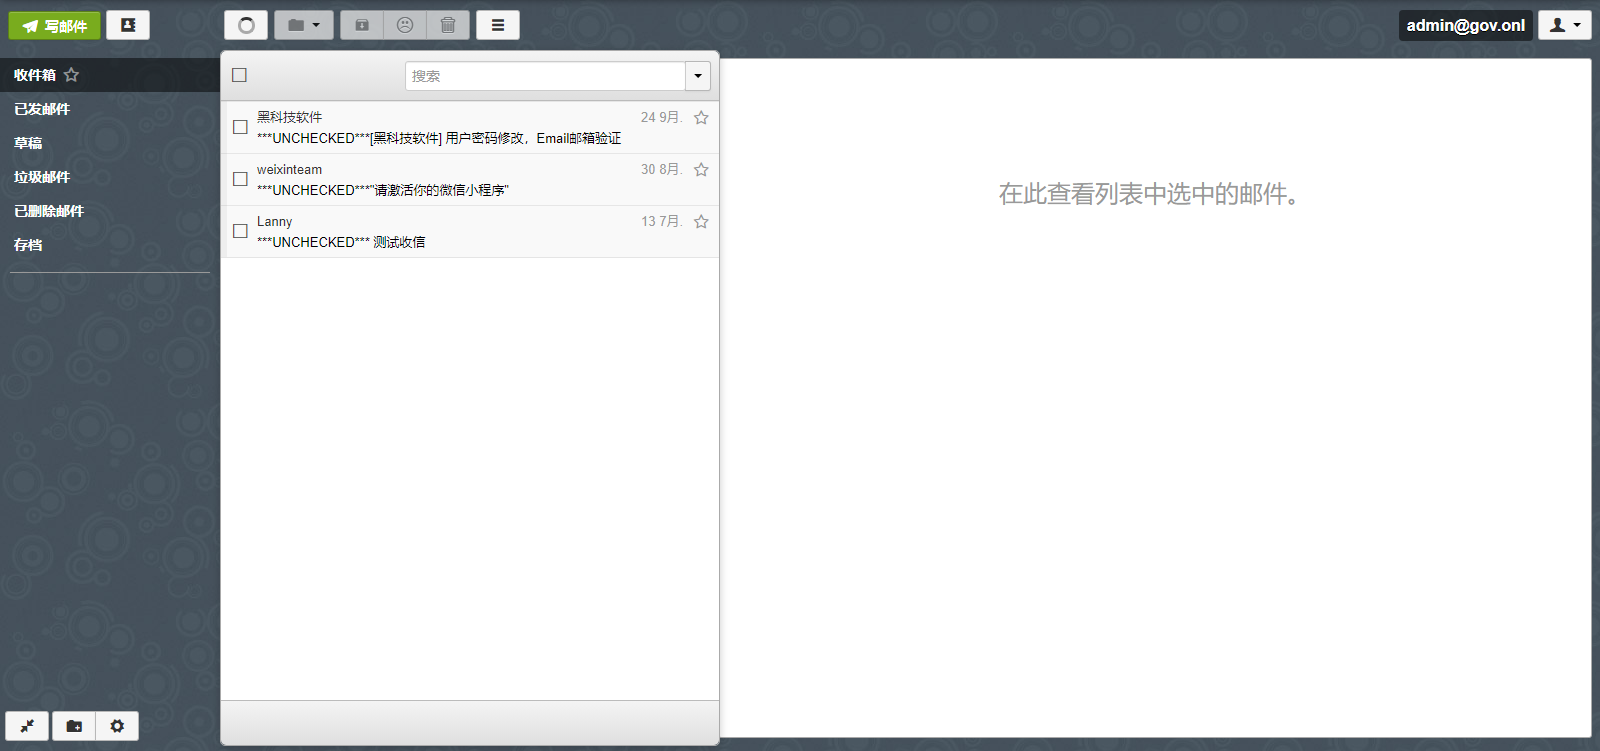 写邮件
admin@gov.onl
收件箱
已发邮件
草稿
垃圾邮件
已删除邮件
存档
搜索
黑科技软件 24 9月.
***UNCHECKED***[黑科技软件] 用户密码修改，Email邮箱验证
weixinteam 30 8月.
***UNCHECKED***"请激活你的微信小程序"
Lanny 13 7月.
***UNCHECKED*** 测试收信
在此查看列表中选中的邮件。